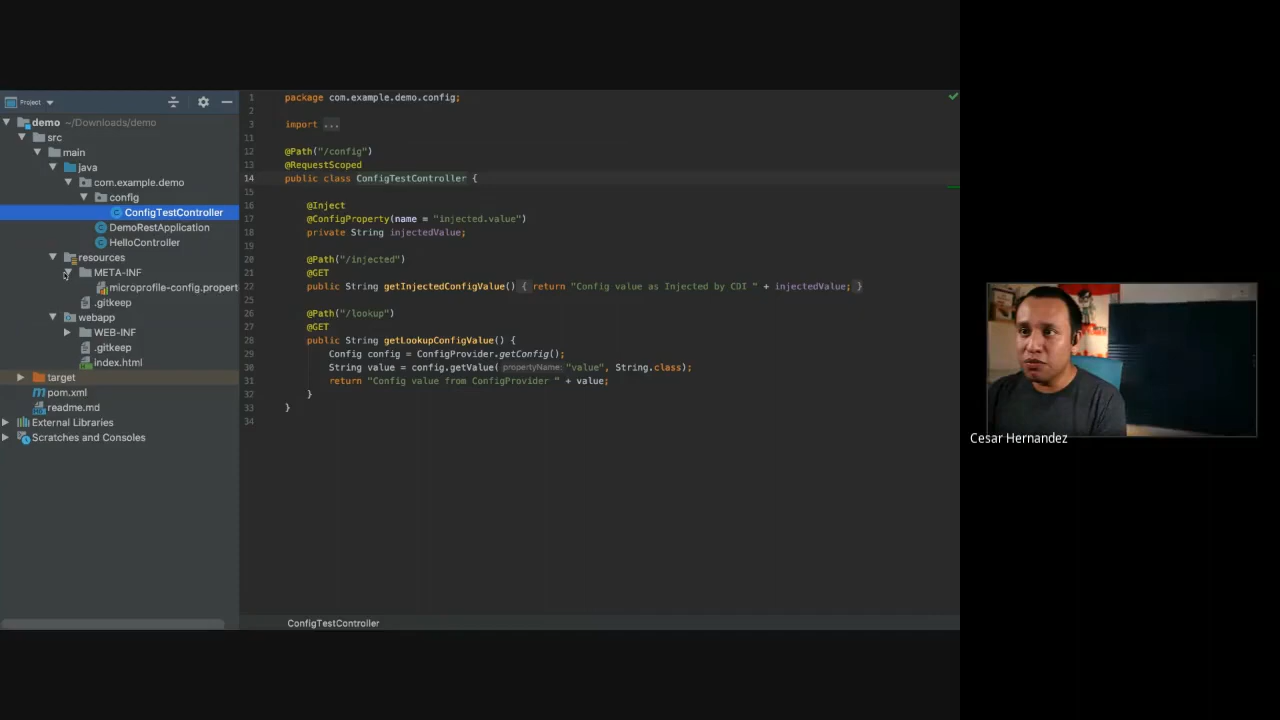 Project
demo ~/Downloads/demo
src
main
java
com.example.demo
config
ConfigTestController
DemoRestApplication
HelloController
resources
META-INF
microprofile-config.propert
.gitkeep
webapp
WEB-INF
.gitkeep
index.html
target
pom.xml
readme.md
External Libraries
Scratches and Consoles
1 package com.example.demo.config;
2
3 import ...
11
12 @Path("/config")
13 @RequestScoped
14 public class ConfigTestController {
15
16 @Inject
17 @ConfigProperty(name = "injected.value")
18 private String injectedValue;
19
20 @Path("/injected")
21 @GET
22 public String getInjectedConfigValue() { return "Config value as Injected by CDI " + injectedValue; }
25
26 @Path("/lookup")
27 @GET
28 public String getLookupConfigValue() {
29 Config config = ConfigProvider.getConfig();
30 String value = config.getValue( propertyName: "value", String.class);
31 return "Config value from ConfigProvider " + value;
32 }
33 }
34
ConfigTestController
Cesar Hernandez